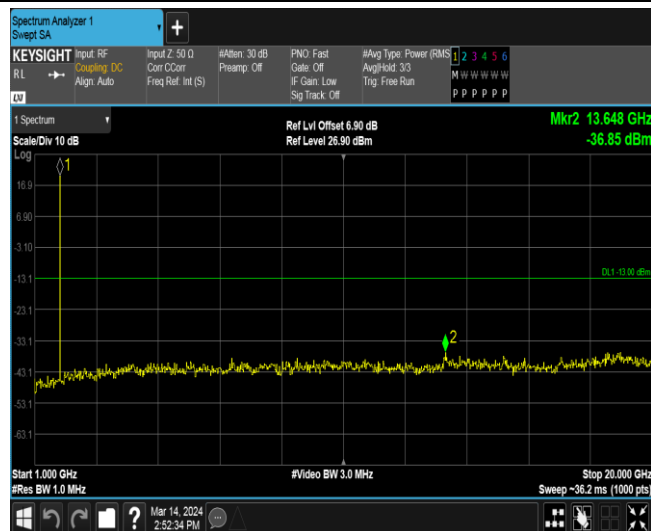 Spectrum Analyzer 1
Swept SA
+
KEYSIGHT
RL
LXI
Input: RF
Coupling: DC
Align: Auto
Input Z: 50 Ω
Corr CCorr
Freq Ref: Int (S)
#Atten: 30 dB
Preamp: Off
PNO: Fast
Gate: Off
IF Gain: Low
Sig Track: Off
#Avg Type: Power (RMS
Avg|Hold: 3/3
Trig: Free Run
1 2 3 4 5 6
M W W W W W
P P P P P P
1 Spectrum
Scale/Div 10 dB
Log
Ref Lvl Offset 6.90 dB
Ref Level 26.90 dBm
Mkr2 13.648 GHz
-36.85 dBm
1
16.9
6.90
-3.10
-13.1
DL1 -13.00 dBm
-23.1
-33.1
2
-43.1
-53.1
-63.1
Start 1.000 GHz
#Res BW 1.0 MHz
#Video BW 3.0 MHz
Stop 20.000 GHz
Sweep ~36.2 ms (1000 pts)
?
Mar 14, 2024
2:52:34 PM